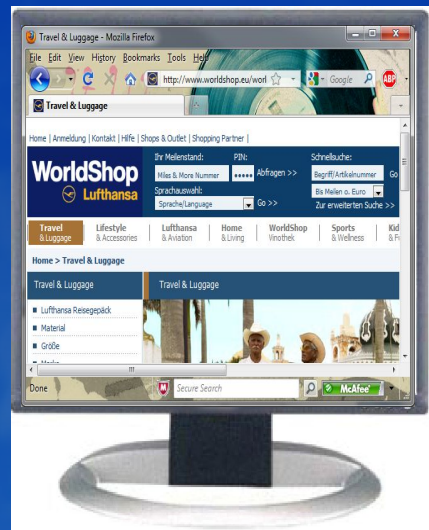 Travel & Luggage - Mozilla Firefox
File Edit View History Bookmarks Tools Help
http://www.worldshop.eu/worl Google ABP
Travel & Luggage
Home | Anmeldung | Kontakt | Hilfe | Shops & Outlet | Shopping Partner |
Ihr Meilenstand: PIN: Schnellsuche:
WorldShop Miles & More Nummer ••••• Abfragen >> Begriff/Artikelnummer Go
Lufthansa Sprachauswahl: Bis Meilen o. Euro
Sprache/Language Go >> Zur erweiterten Suche >>
Travel Lifestyle Lufthansa Home WorldShop Sports Kid
& Luggage & Accessories & Aviation & Living Vinothek & Wellness & F
Home > Travel & Luggage
Travel & Luggage Travel & Luggage
Lufthansa Reisegepäck
Material
Größe
Done Secure Search McAfee